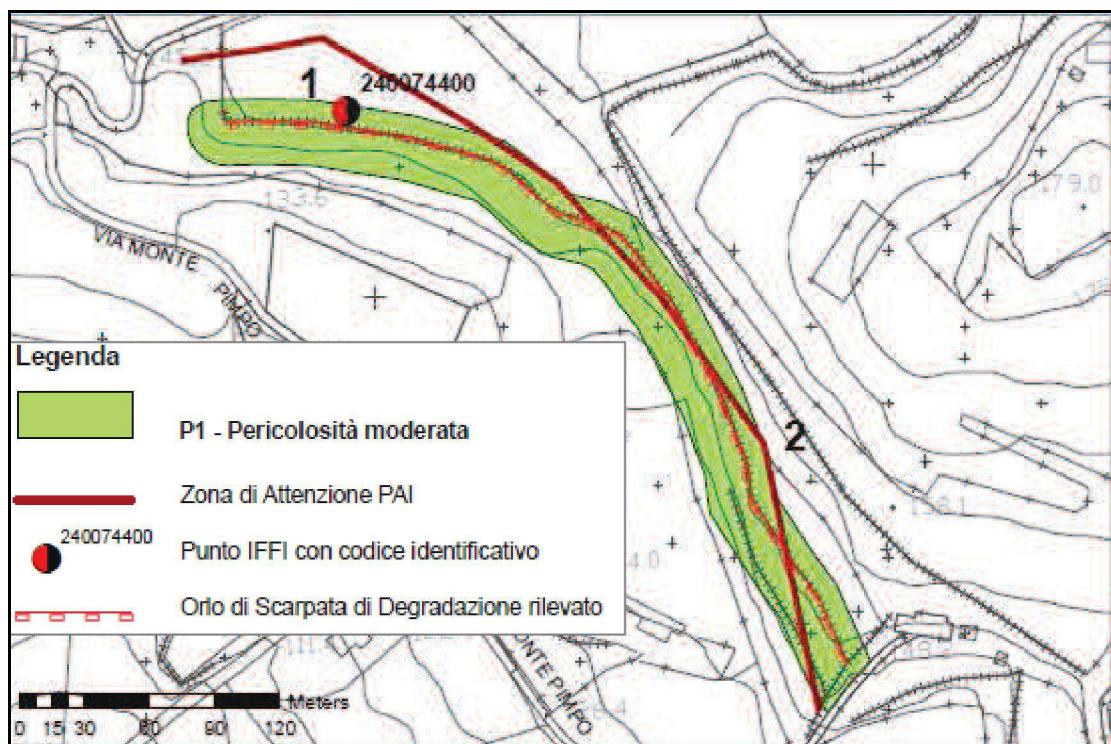 1
240074400
179.0
133.6
VIA MONTE
PIMPO
Legenda
P1 - Pericolosità moderata
2
Zona di Attenzione PAI
240074400
Punto IFFI con codice identificativo
Orlo di Scarpata di Degradazione rilevato
4.0
PIMPO
Meters
0 15 30 60 90 120